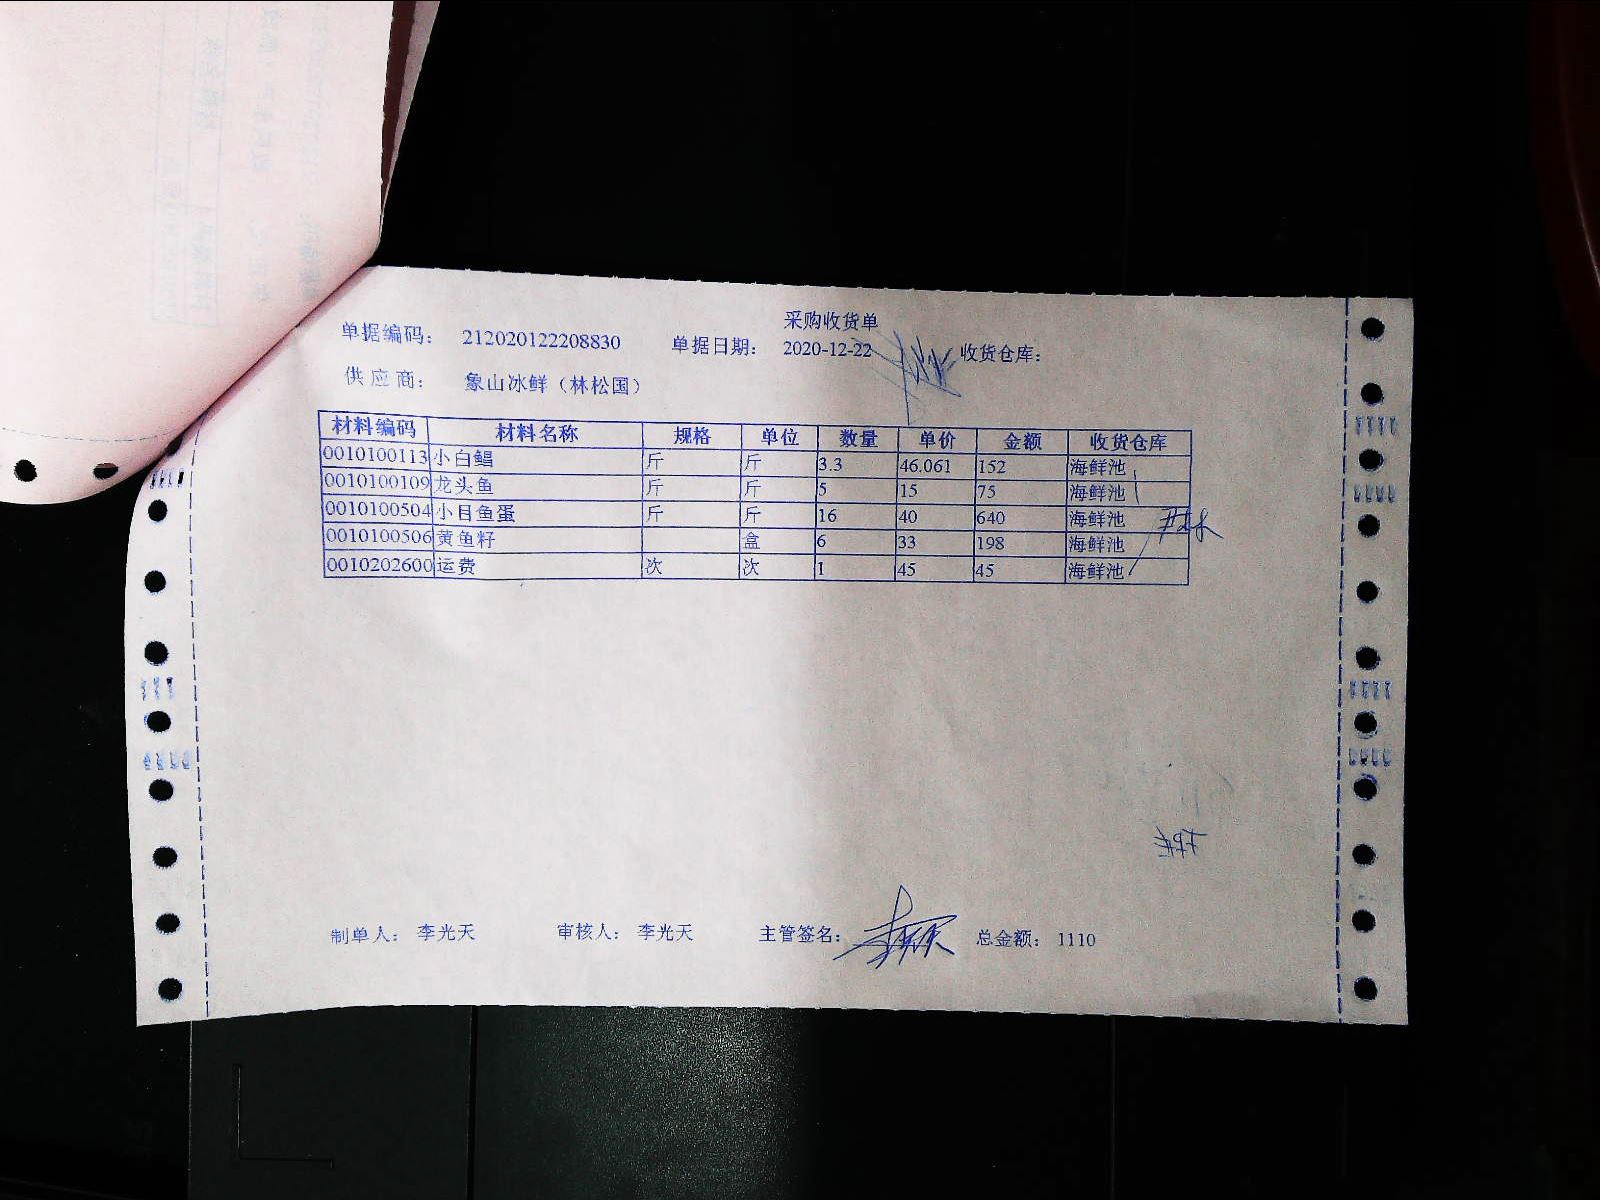 采购收货单
单据编码： 212020122208830 单据日期： 2020-12-22 收货仓库：
供应商： 象山冰鲜（林松国）
材料编码 材料名称 规格 单位 数量 单价 金额 收货仓库
0010100113 小白鲳 斤 斤 3.3 46.061 152 海鲜池
0010100109 龙头鱼 斤 斤 5 15 75 海鲜池
0010100504 小目鱼蛋 斤 斤 16 40 640 海鲜池
0010100506 黄鱼籽 盒 6 33 198 海鲜池
0010202600 运费 次 次 1 45 45 海鲜池
制单人： 李光天 审核人： 李光天 主管签名： 总金额： 1110